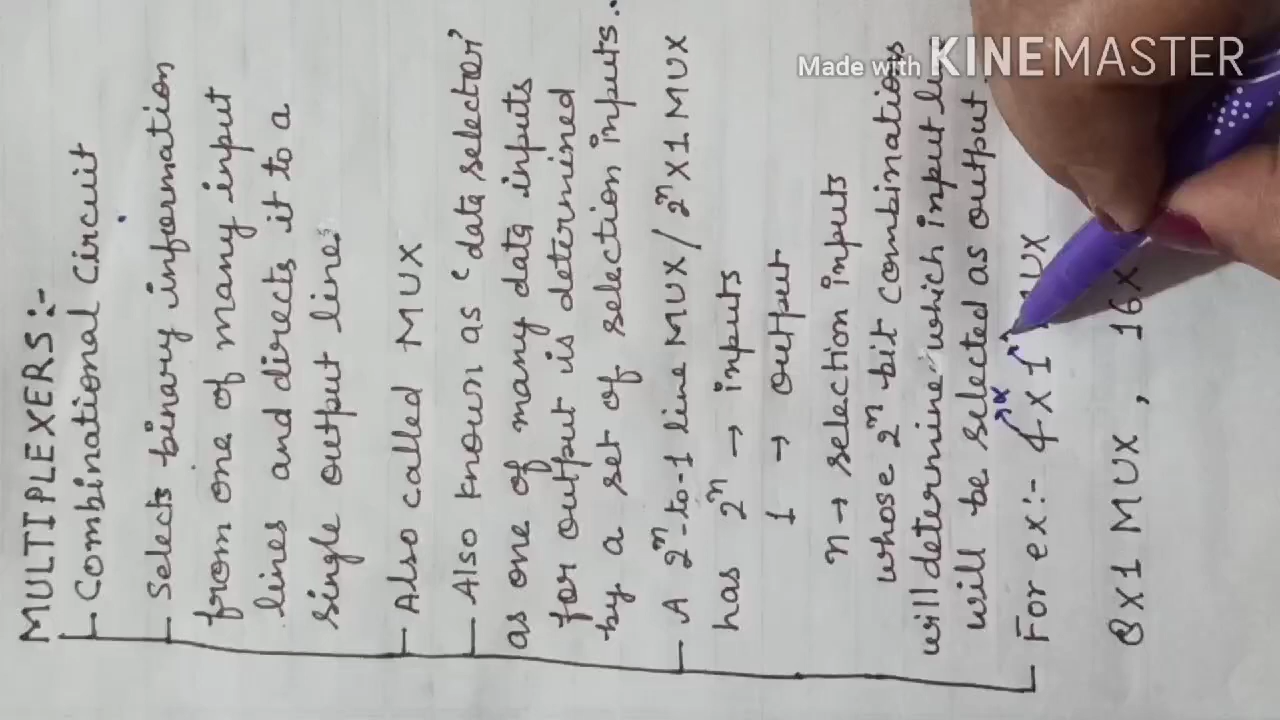 MULTIPLEXERS:-
- Combinational Circuit
- Selects binary information
from one of many input
lines and directs it to a
single output line
- Also called MUX
- Also known as 'data selector'
as one of many data inputs
for output is determined
by a set of selection inputs.
- A 2ⁿ-to-1 line MUX / 2ⁿ X 1 MUX
has 2ⁿ → inputs
1 → output
n → selection inputs
whose 2ⁿ bit combinations
will determine which input
will be selected as output
- For ex:- 4 X 1 MUX
8X1 MUX, 16X
Made with KINEMASTER